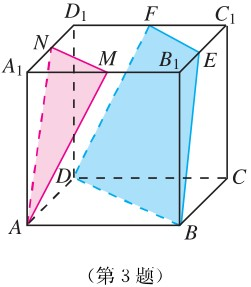 D₁ F C₁
N
A₁ M B₁ E
D C
A B
(第3题)